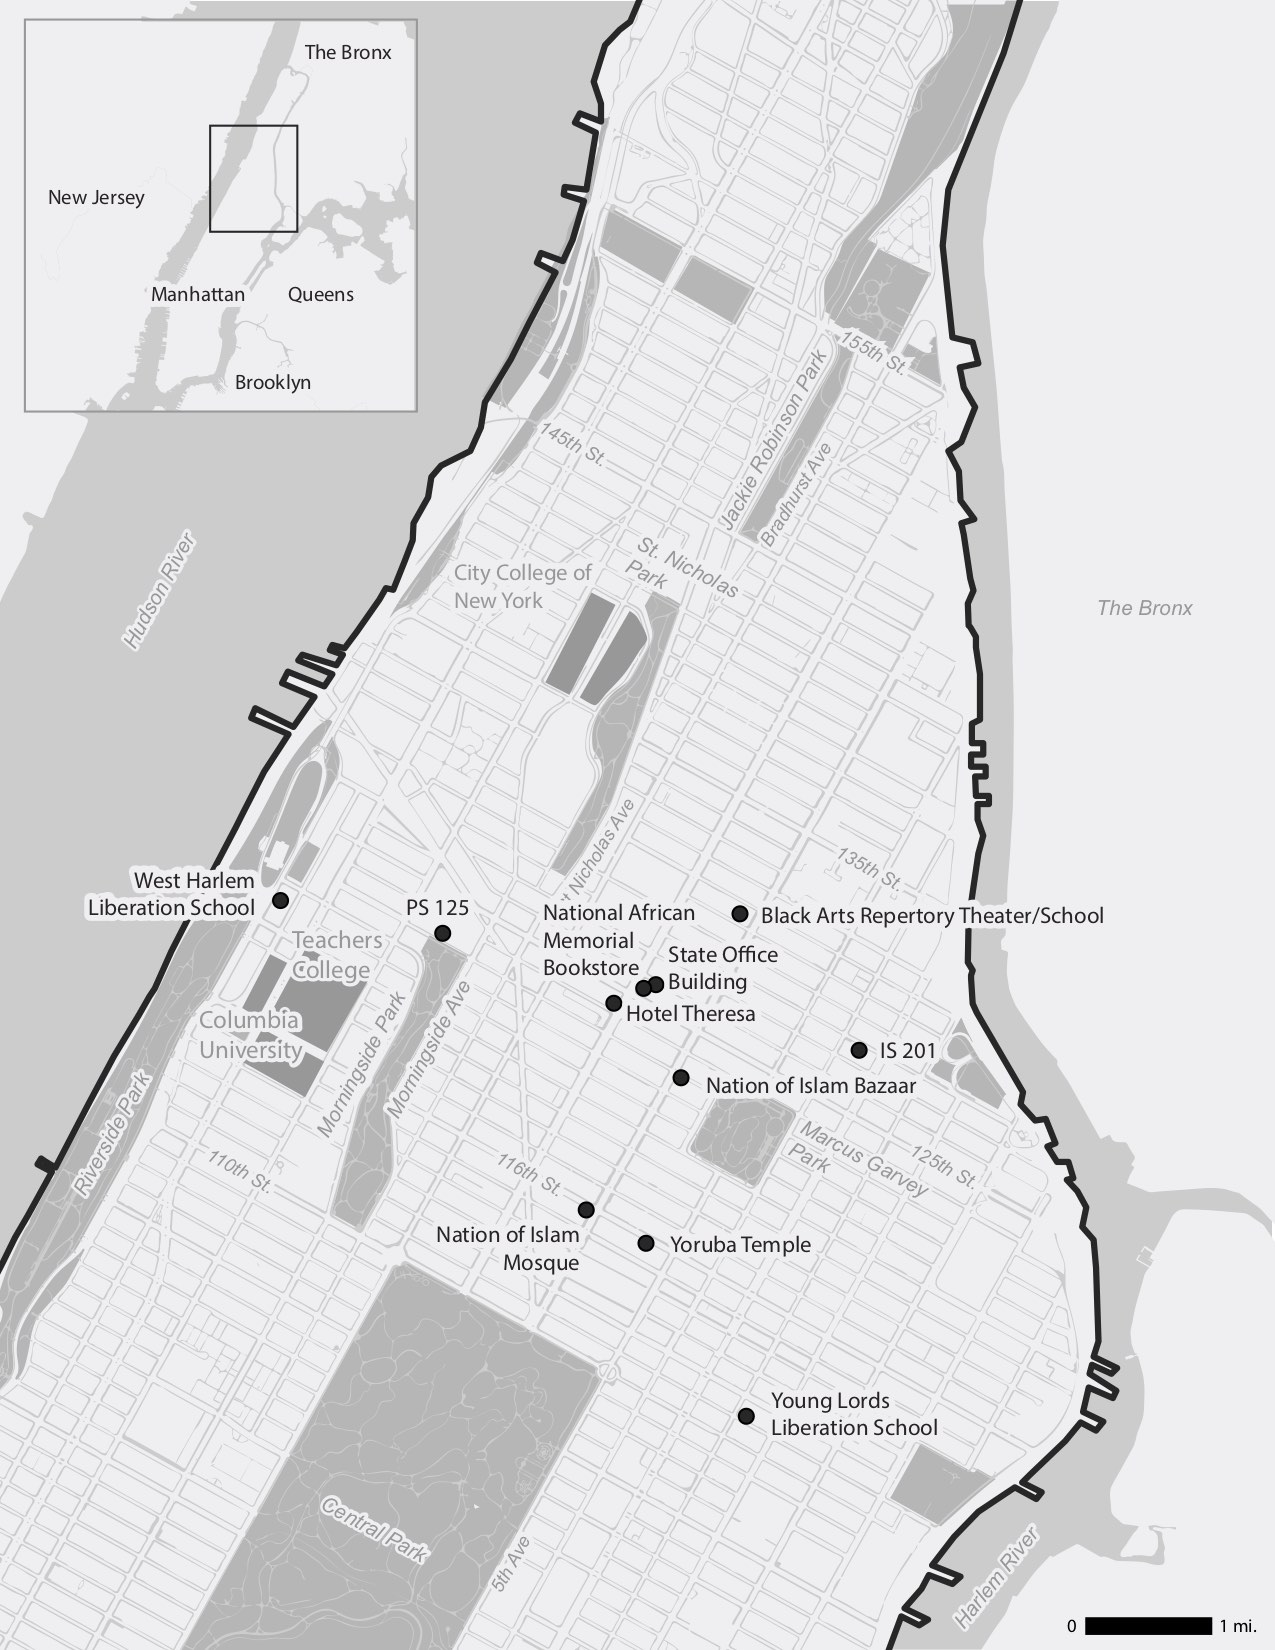 The Bronx
New Jersey
Manhattan
Queens
Brooklyn
155th St.
Jackie Robinson Park
Bradhurst Ave
145th St.
Hudson River
St. Nicholas
Park
City College of
New York
The Bronx
Nicholas Ave
135th St.
West Harlem
Liberation School
PS 125
National African
Memorial
Bookstore
Black Arts Repertory Theater/School
State Office
Building
Hotel Theresa
Teachers
College
Columbia
University
Morningside Park
Morningside Ave
IS 201
Nation of Islam Bazaar
Riverside Park
110th St.
116th St.
Marcus Garvey
Park
125th St.
Nation of Islam
Mosque
Yoruba Temple
Young Lords
Liberation School
Central Park
5th Ave
Harlem River
0
1 mi.